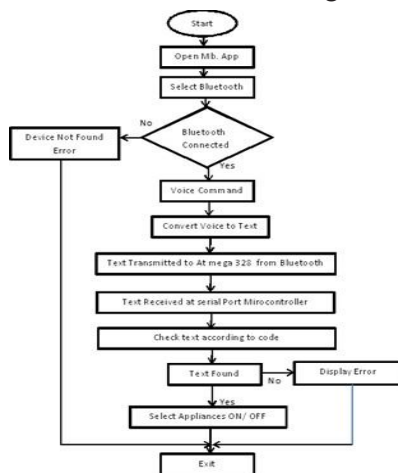 Start
Open Mb. App
Select Bluetooth
Bluetooth
Connected
No
Device Not Found
Error
Yes
Voice Command
Convert Voice to Text
Text Transmitted to At mega 328 from Bluetooth
Text Received at serial Port Mirocontroller
Check text according to code
Text Found
No
Display Error
Yes
Select Appliances ON/ OFF
Exit